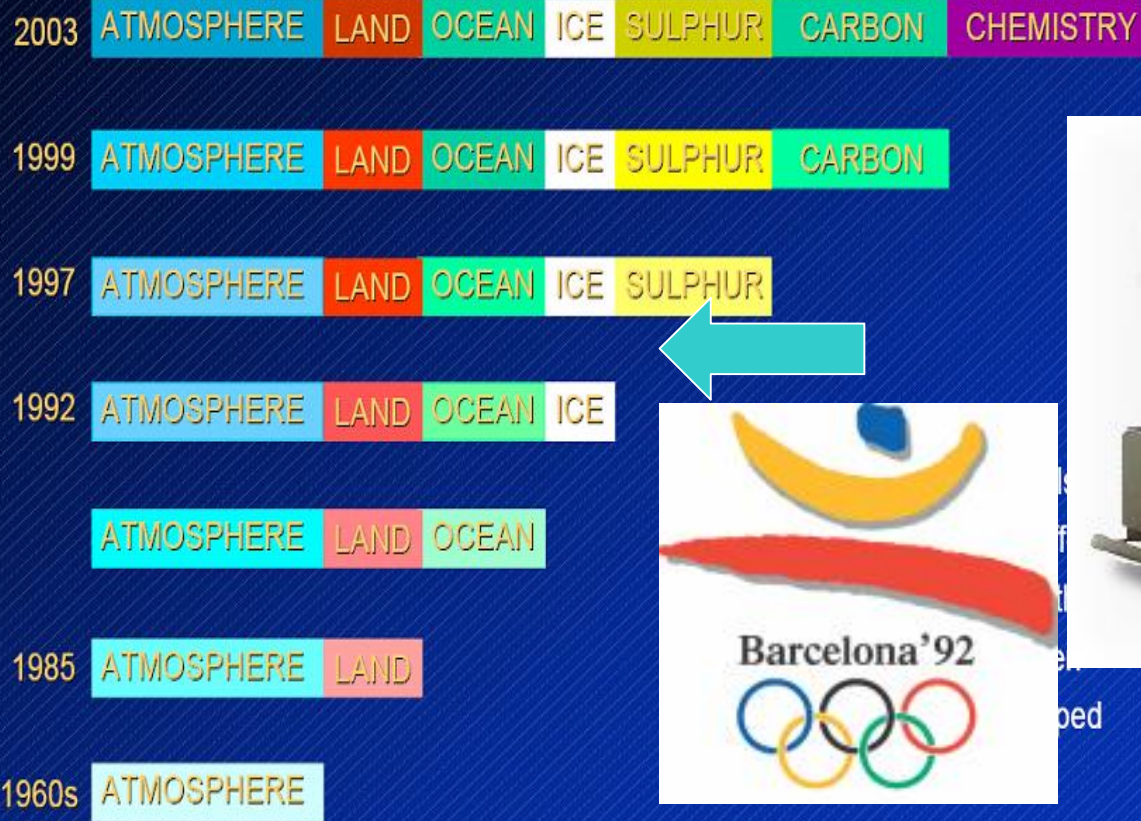 2003 ATMOSPHERE LAND OCEAN ICE SULPHUR CARBON CHEMISTRY
1999 ATMOSPHERE LAND OCEAN ICE SULPHUR CARBON
1997 ATMOSPHERE LAND OCEAN ICE SULPHUR
1992 ATMOSPHERE LAND OCEAN ICE
ATMOSPHERE LAND OCEAN
1985 ATMOSPHERE LAND
1960s ATMOSPHERE
Barcelona'92